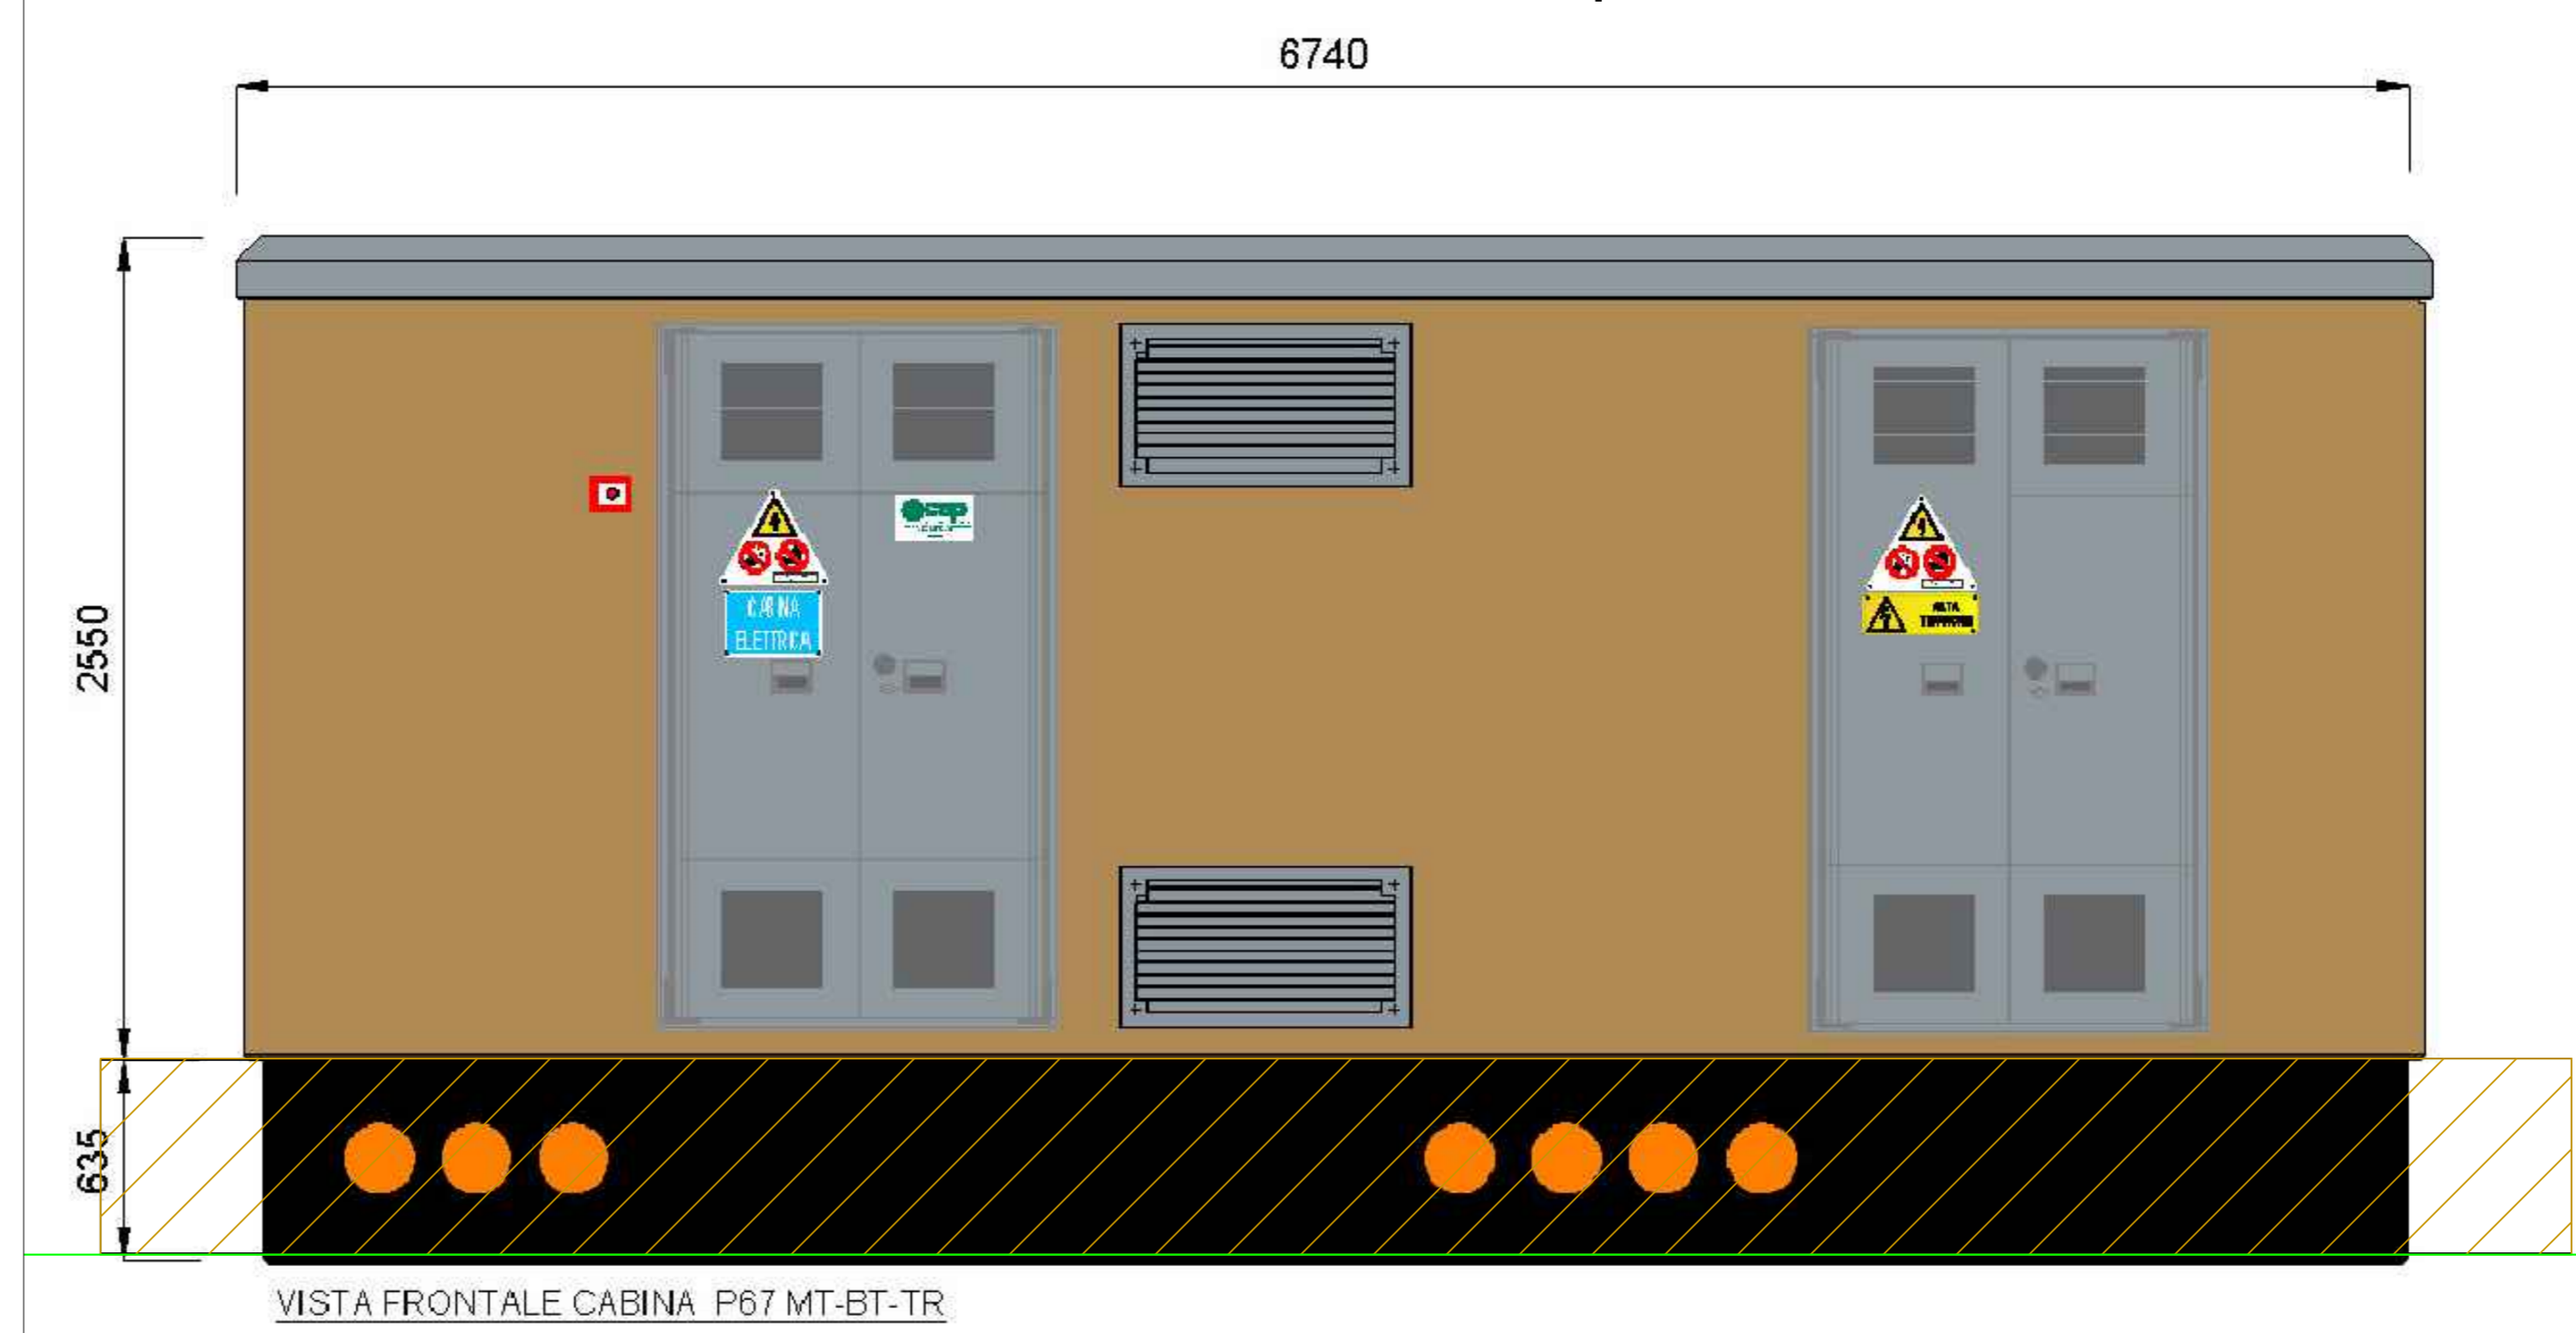 6740
2550
CABINA
ELETTRICA
635
VISTA FRONTALE CABINA P67 MT-BT-TR